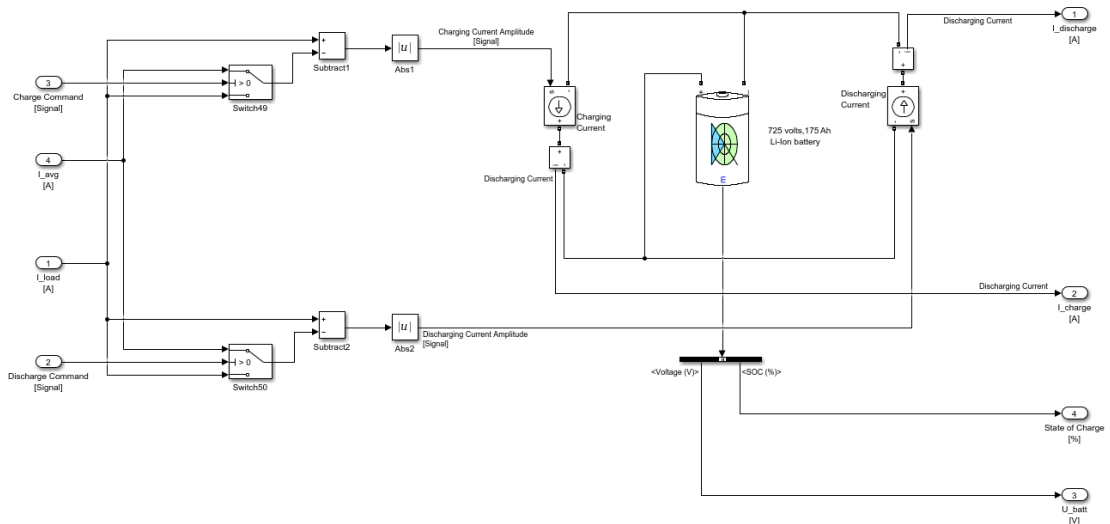 Discharging Current
1
I_discharge
[A]
Charging Current Amplitude
[Signal]
+
−
Subtract1
|u|
Abs1
3
Charge Command
[Signal]
> 0
Switch49
Charging
Current
Discharging
Current
725 volts,175 Ah
Li-Ion battery
4
I_avg
[A]
Discharging Current
m
1
I_load
[A]
Discharging Current
2
I_charge
[A]
+
−
Subtract2
|u|
Abs2
Discharging Current Amplitude
[Signal]
2
Discharge Command
[Signal]
> 0
Switch50
<Voltage (V)>
<SOC (%)>
4
State of Charge
[%]
3
U_batt
[V]